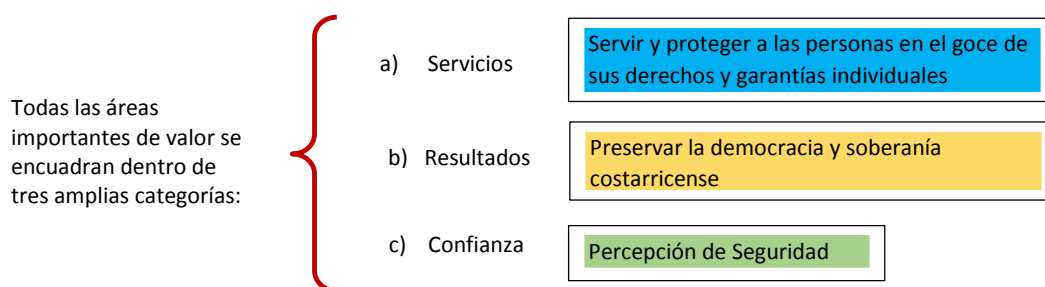 Todas las áreas
importantes de valor se
encuadran dentro de
tres amplias categorías:
a) Servicios
Servir y proteger a las personas en el goce de
sus derechos y garantías individuales
b) Resultados
Preservar la democracia y soberanía
costarricense
c) Confianza
Percepción de Seguridad